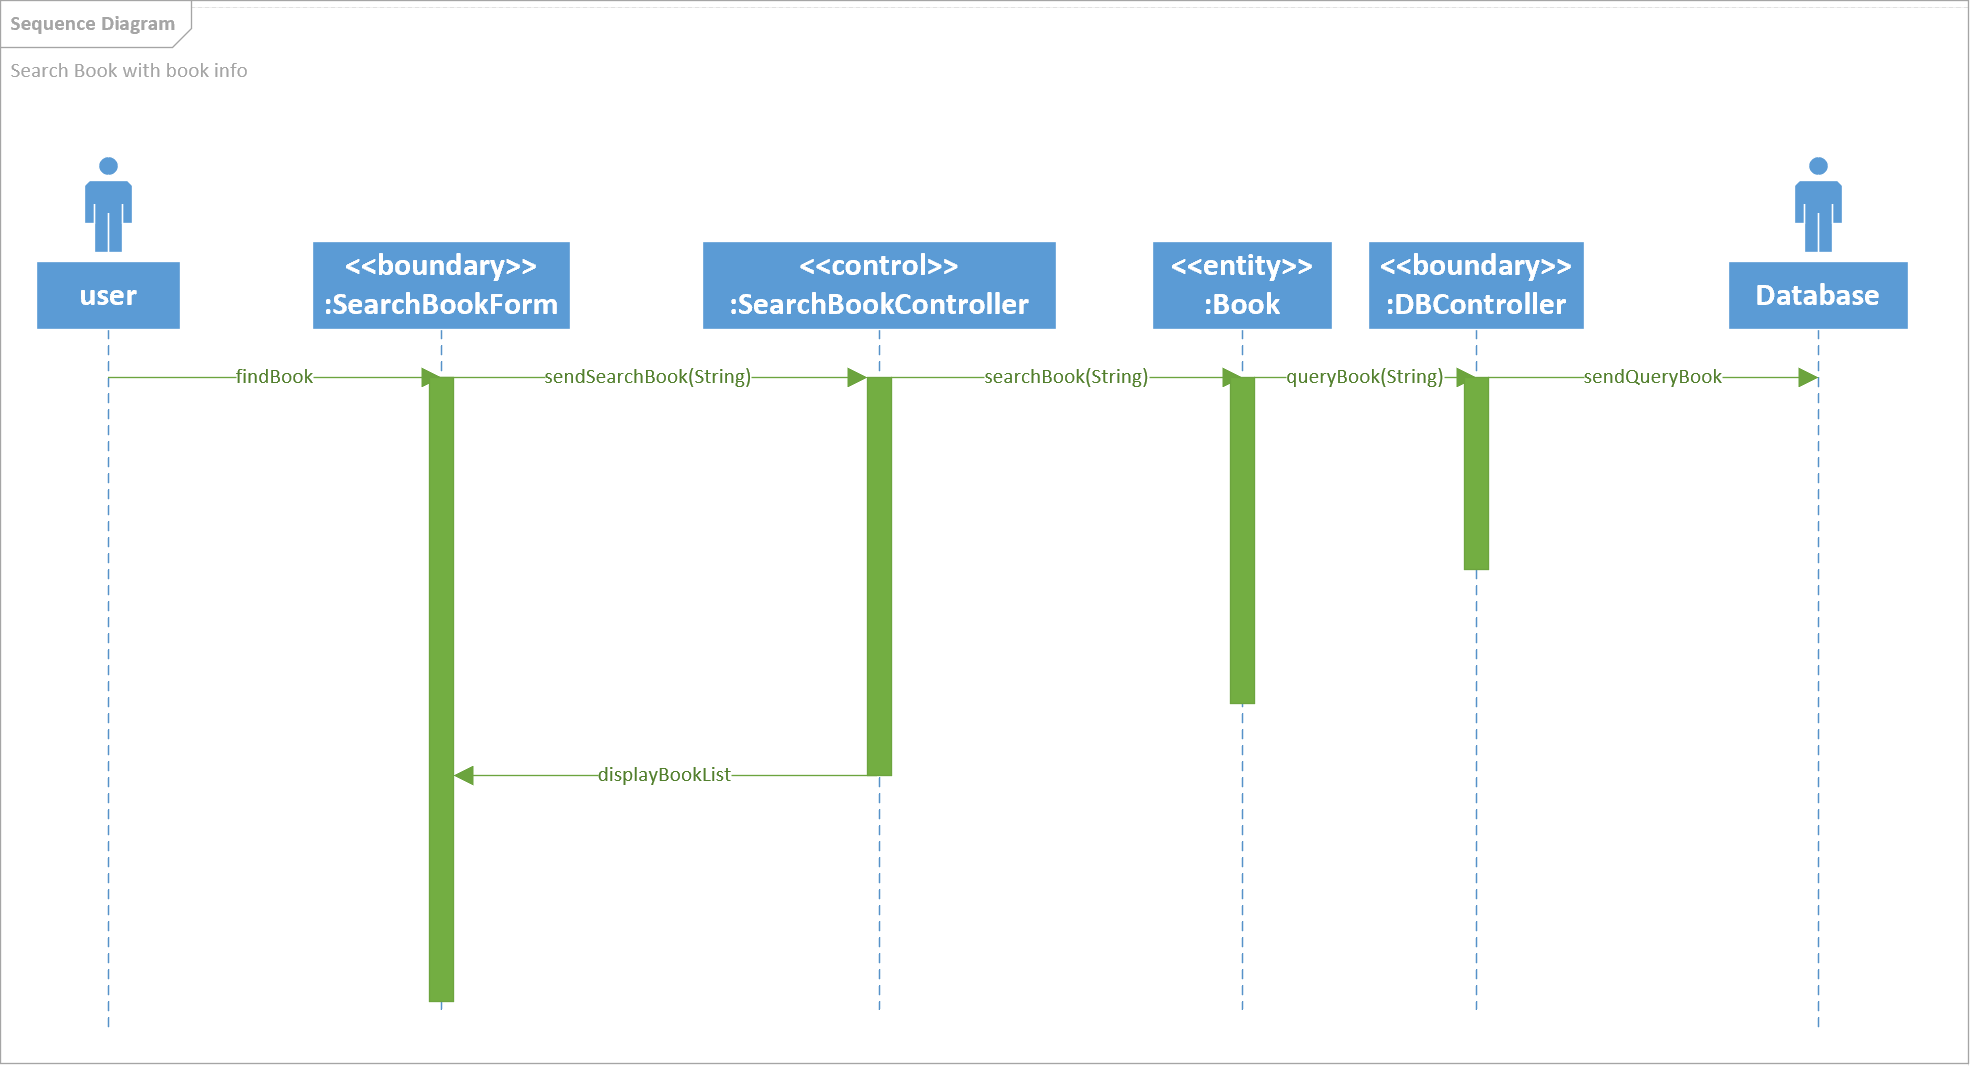 Sequence Diagram
Search Book with book info
user
<<boundary>>
:SearchBookForm
<<control>>
:SearchBookController
<<entity>>
:Book
<<boundary>>
:DBController
Database
findBook
sendSearchBook(String)
searchBook(String)
queryBook(String)
sendQueryBook
displayBookList